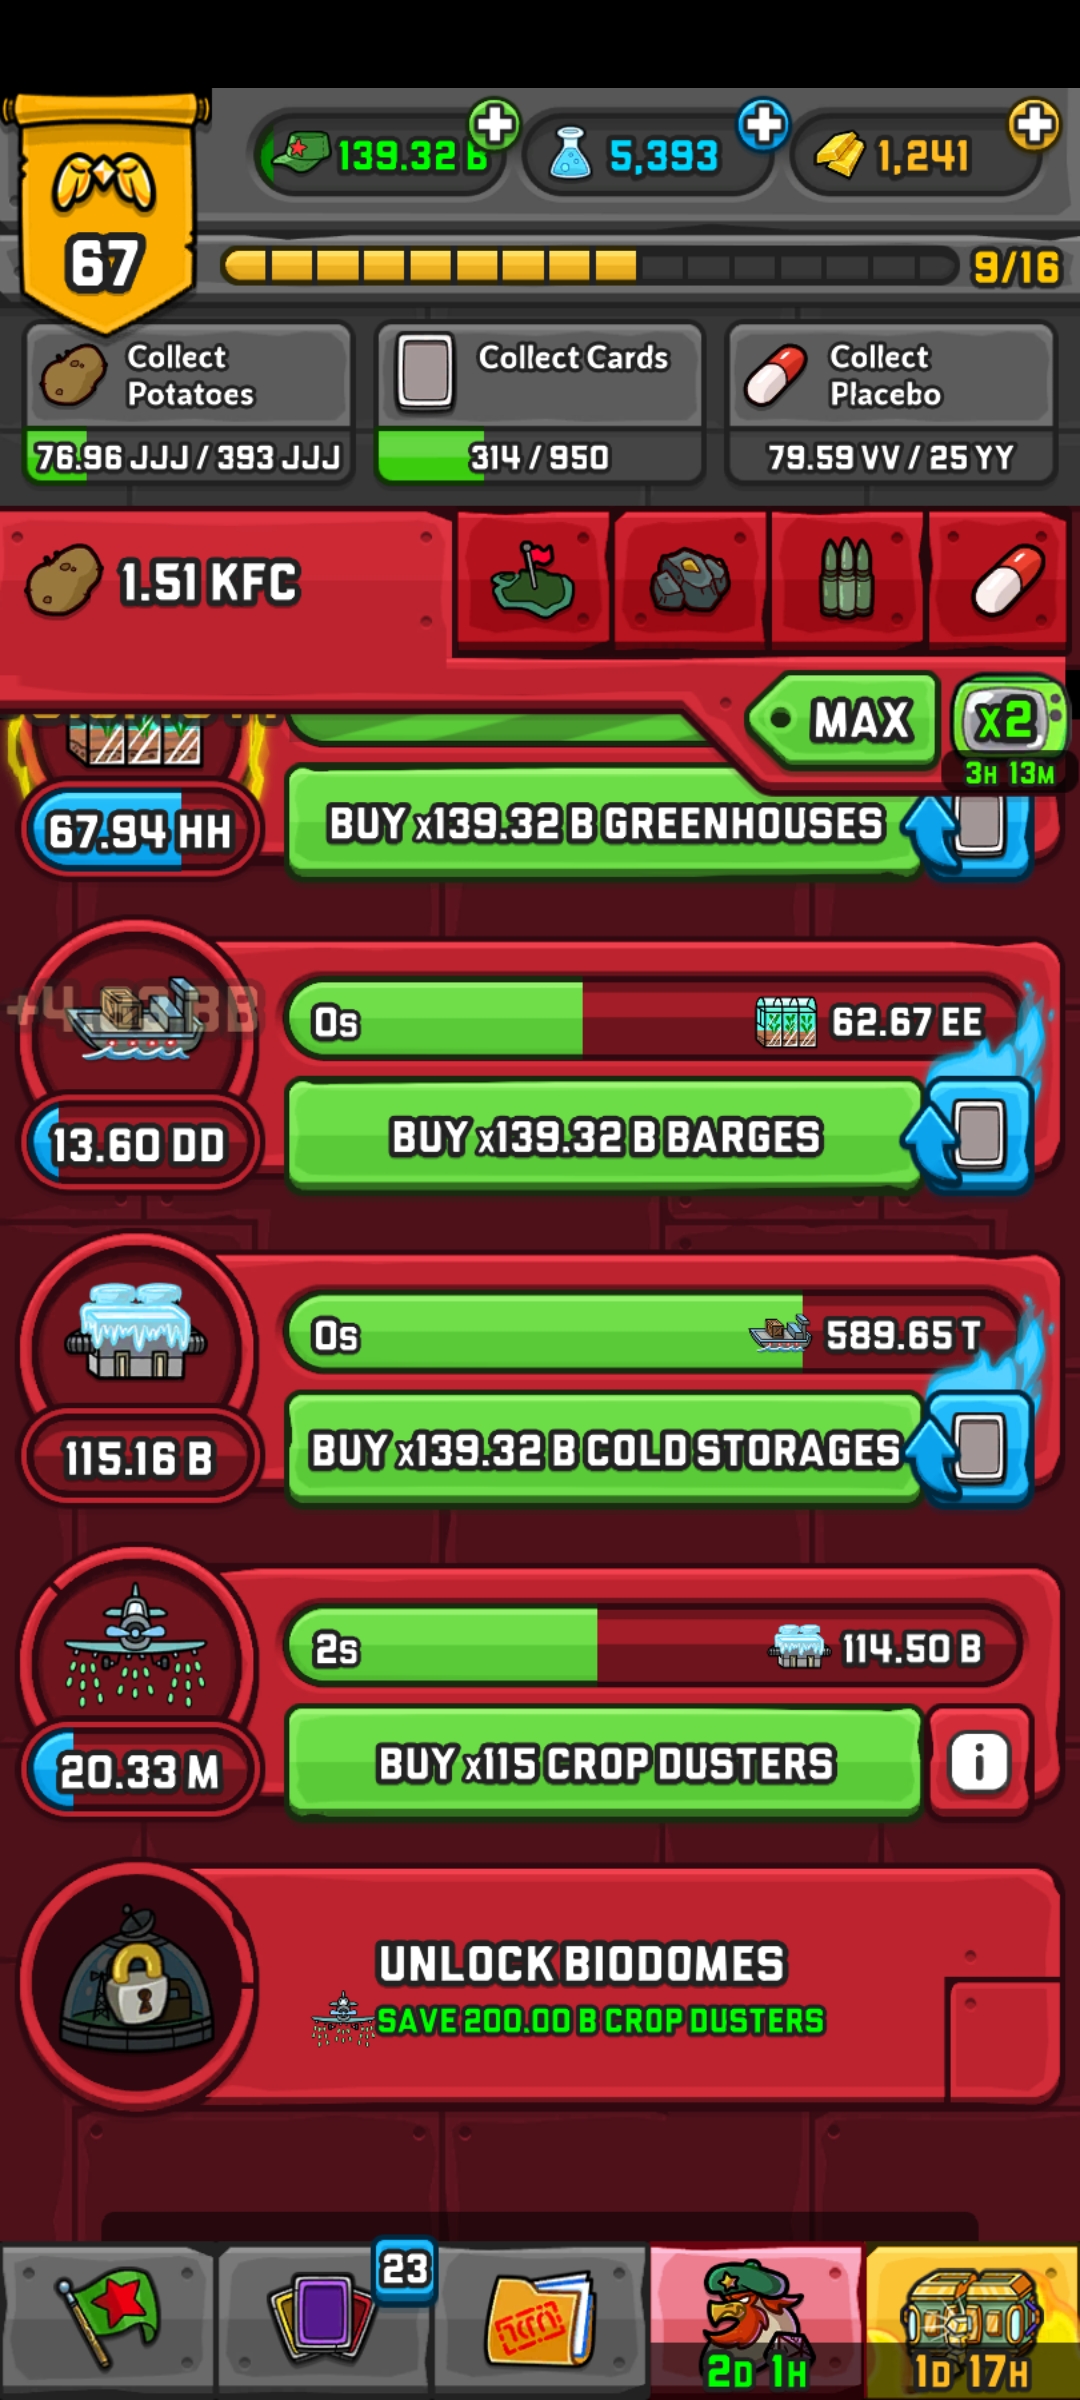 67
139.32 B
5,393
1,241
9/16
Collect
Potatoes
76.96 JJJ / 393 JJJ
Collect Cards
314 / 950
Collect
Placebo
79.59 VV / 25 YY
1.51 KFC
MAX
x2
3H 13M
67.94 HH
BUY x139.32 B GREENHOUSES
0s
62.67 EE
13.60 DD
BUY x139.32 B BARGES
0s
589.65 T
115.16 B
BUY x139.32 B COLD STORAGES
2s
114.50 B
20.33 M
BUY x115 CROP DUSTERS
i
UNLOCK BIODOMES
SAVE 200.00 B CROP DUSTERS
23
2D 1H
1D 17H